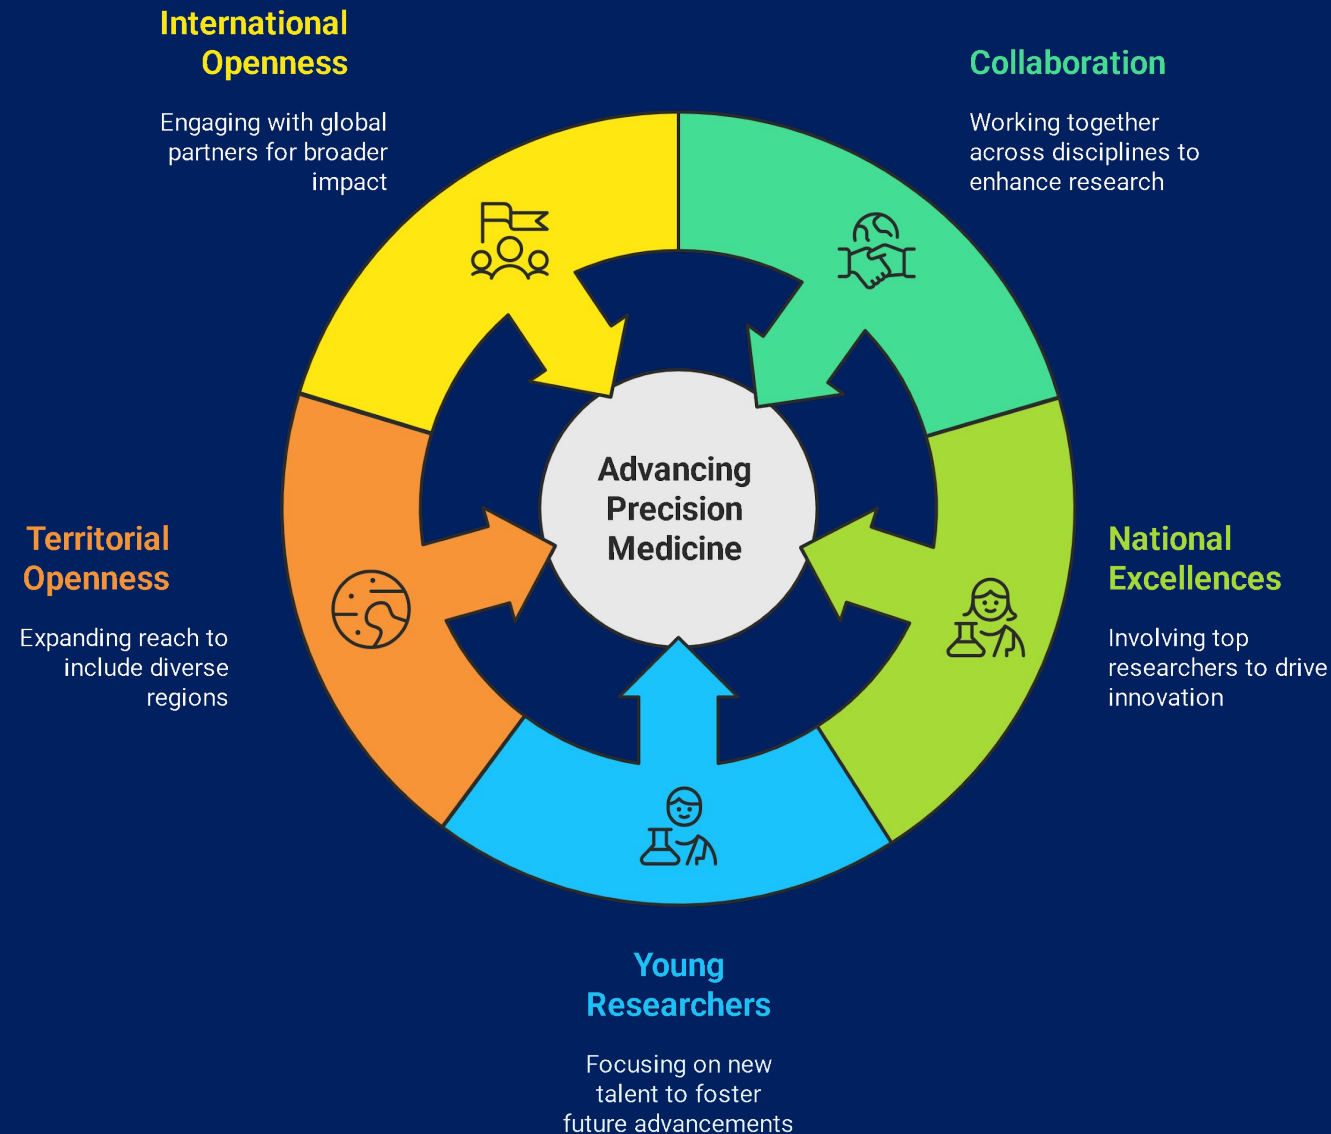 International
Openness
Engaging with global
partners for broader
impact
Collaboration
Working together
across disciplines to
enhance research
Advancing
Precision
Medicine
Territorial
Openness
Expanding reach to
include diverse
regions
National
Excellences
Involving top
researchers to drive
innovation
Young
Researchers
Focusing on new
talent to foster
future advancements